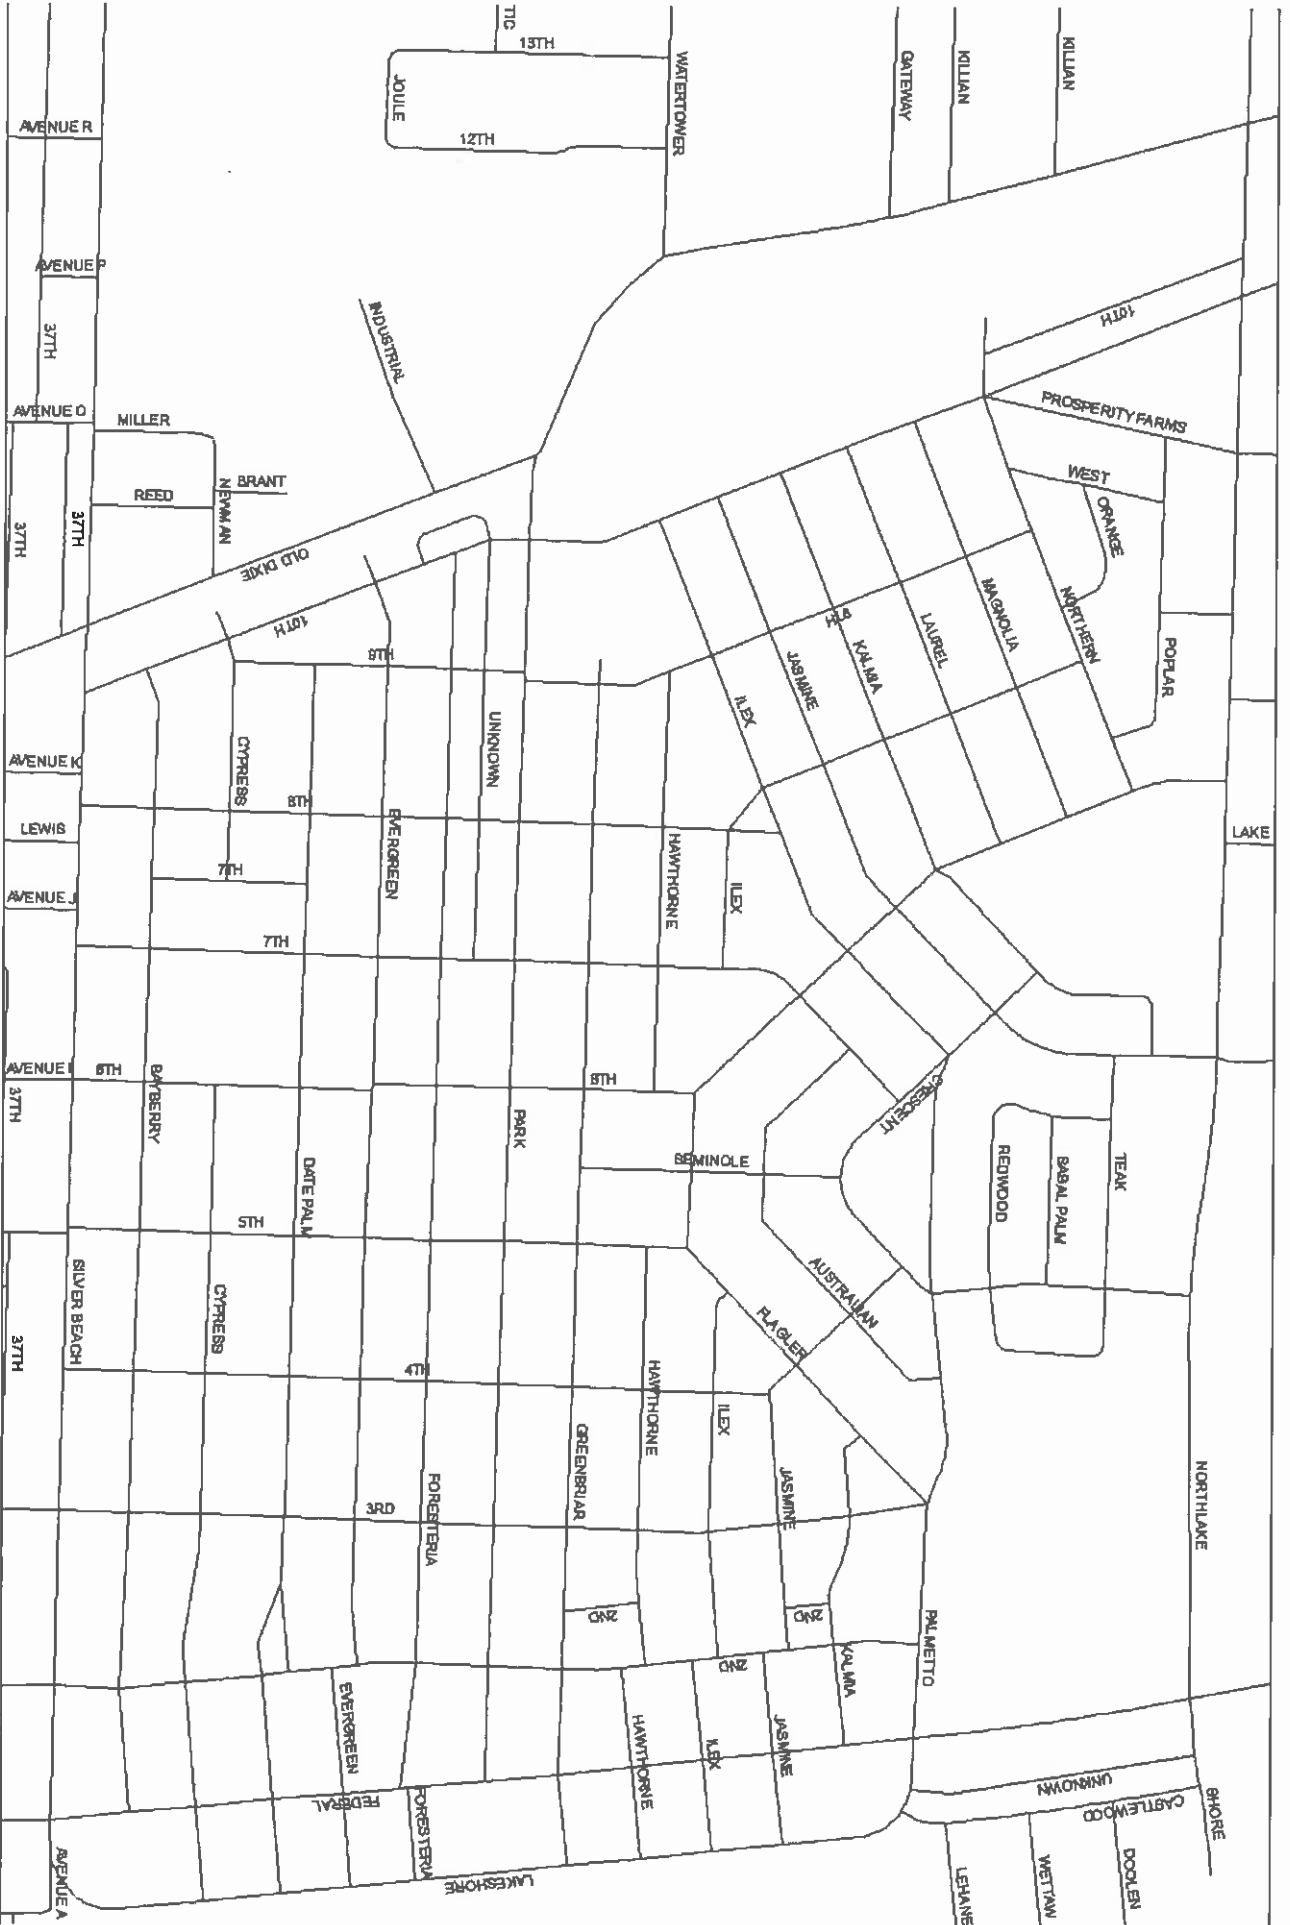 TIC
13TH
JOULE
WATERTOWER
12TH
GATEWAY
KILLIAN
KILLIAN
AVENUE R
AVENUE P
37TH
INDUSTRIAL
10TH
AVENUE O
MILLER
PROSPERITY FARMS
WEST
BRANT
REED
NEWMAN
37TH
37TH
ORANGE
OLD DIXIE
10TH
9TH
9TH
MAGNOLIA
NORTHERN
LAUREL
KALMIA
JASMINE
ILEX
POPLAR
UNKNOWN
CYPRESS
AVENUE K
8TH
EVERGREEN
LEWIS
LAKE
HAWTHORNE
7TH
ILEX
AVENUE J
7TH
AVENUE I
6TH
6TH
37TH
BAYBERRY
CRESCENT
PARK
SEMINOLE
DATE PALM
REDWOOD
SABAL PALM
TEAK
5TH
SILVER BEACH
CYPRESS
AUSTRALIAN
FLAGLER
37TH
4TH
HAWTHORNE
ILEX
GREENBRIAR
JASMINE
FORESTERIA
NORTHLAKE
3RD
2ND
2ND
PALMETTO
2ND
KALMIA
EVERGREEN
HAWTHORNE
ILEX
JASMINE
UNKNOWN
FEDERAL
FORESTERIA
CASTLEWOOD
SHORE
AVENUE A
LAKESHORE
LEHANE
WETTAW
DOOLEN